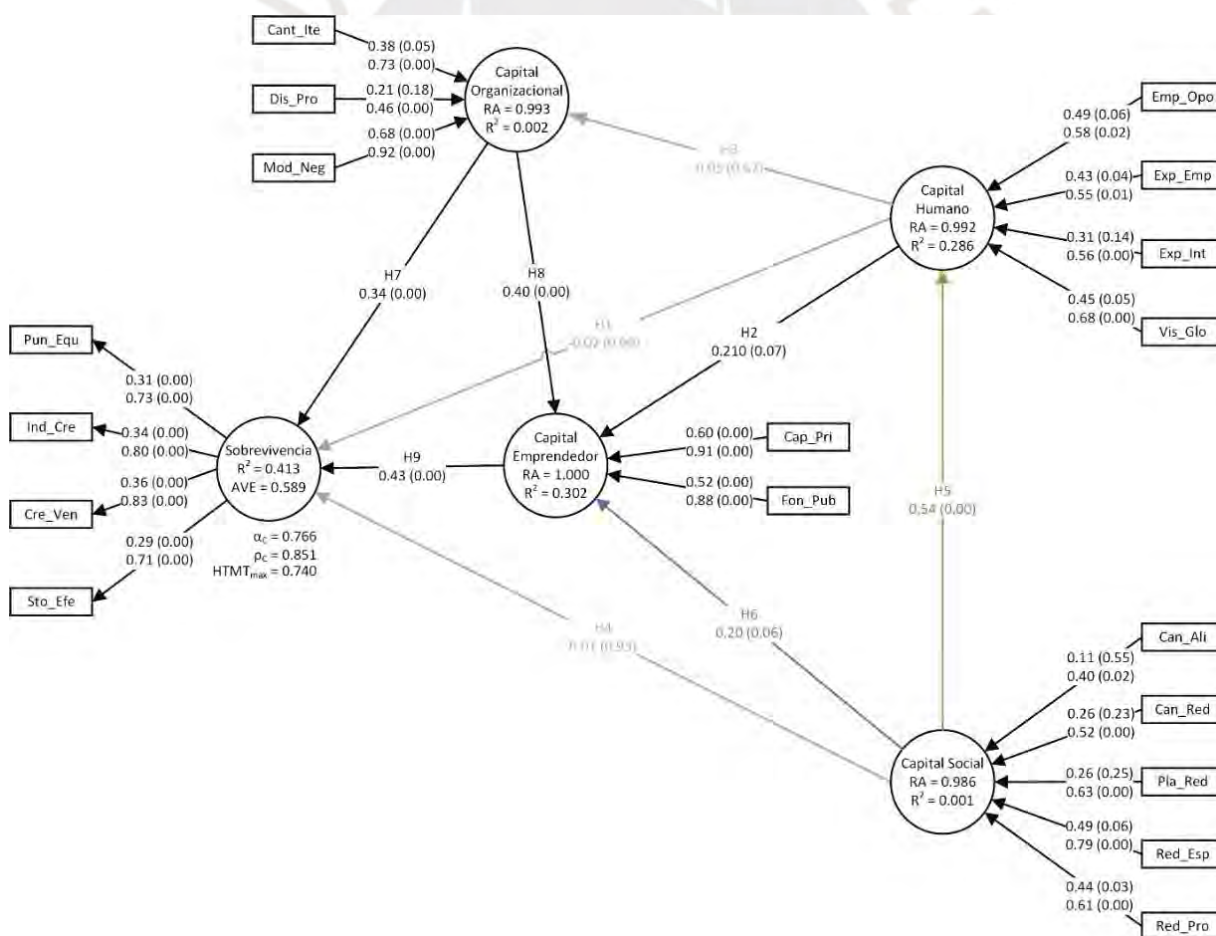 Cant_Ite
0.38 (0.05)
0.73 (0.00)
Dis_Pro
0.21 (0.18)
0.46 (0.00)
Mod_Neg
0.68 (0.00)
0.92 (0.00)
Capital
Organizacional
RA = 0.993
R² = 0.002
H3
Emp_Opo
0.49 (0.06)
0.58 (0.02)
Exp_Emp
0.43 (0.04)
0.55 (0.01)
Exp_Int
0.31 (0.14)
0.56 (0.00)
Vis_Glo
0.45 (0.05)
0.68 (0.00)
Capital
Humano
RA = 0.992
R² = 0.286
H7
0.34 (0.00)
H8
0.40 (0.00)
H1
H2
0.210 (0.07)
Pun_Equ
0.31 (0.00)
0.73 (0.00)
Ind_Cre
0.34 (0.00)
0.80 (0.00)
Cre_Ven
0.36 (0.00)
0.83 (0.00)
Sto_Efe
0.29 (0.00)
0.71 (0.00)
Sobrevivencia
R² = 0.413
AVE = 0.589
α_c = 0.766
ρ_c = 0.851
HTMT_max = 0.740
H9
0.43 (0.00)
Capital
Emprendedor
RA = 1.000
R² = 0.302
0.60 (0.00)
0.91 (0.00)
Cap_Pri
0.52 (0.00)
0.88 (0.00)
Fon_Pub
H5
0.54 (0.00)
H4
H6
0.20 (0.06)
Capital Social
RA = 0.986
R² = 0.001
Can_Ali
0.11 (0.55)
0.40 (0.02)
Can_Red
0.26 (0.23)
0.52 (0.00)
Pla_Red
0.26 (0.25)
0.63 (0.00)
Red_Esp
0.49 (0.06)
0.79 (0.00)
Red_Pro
0.44 (0.03)
0.61 (0.00)